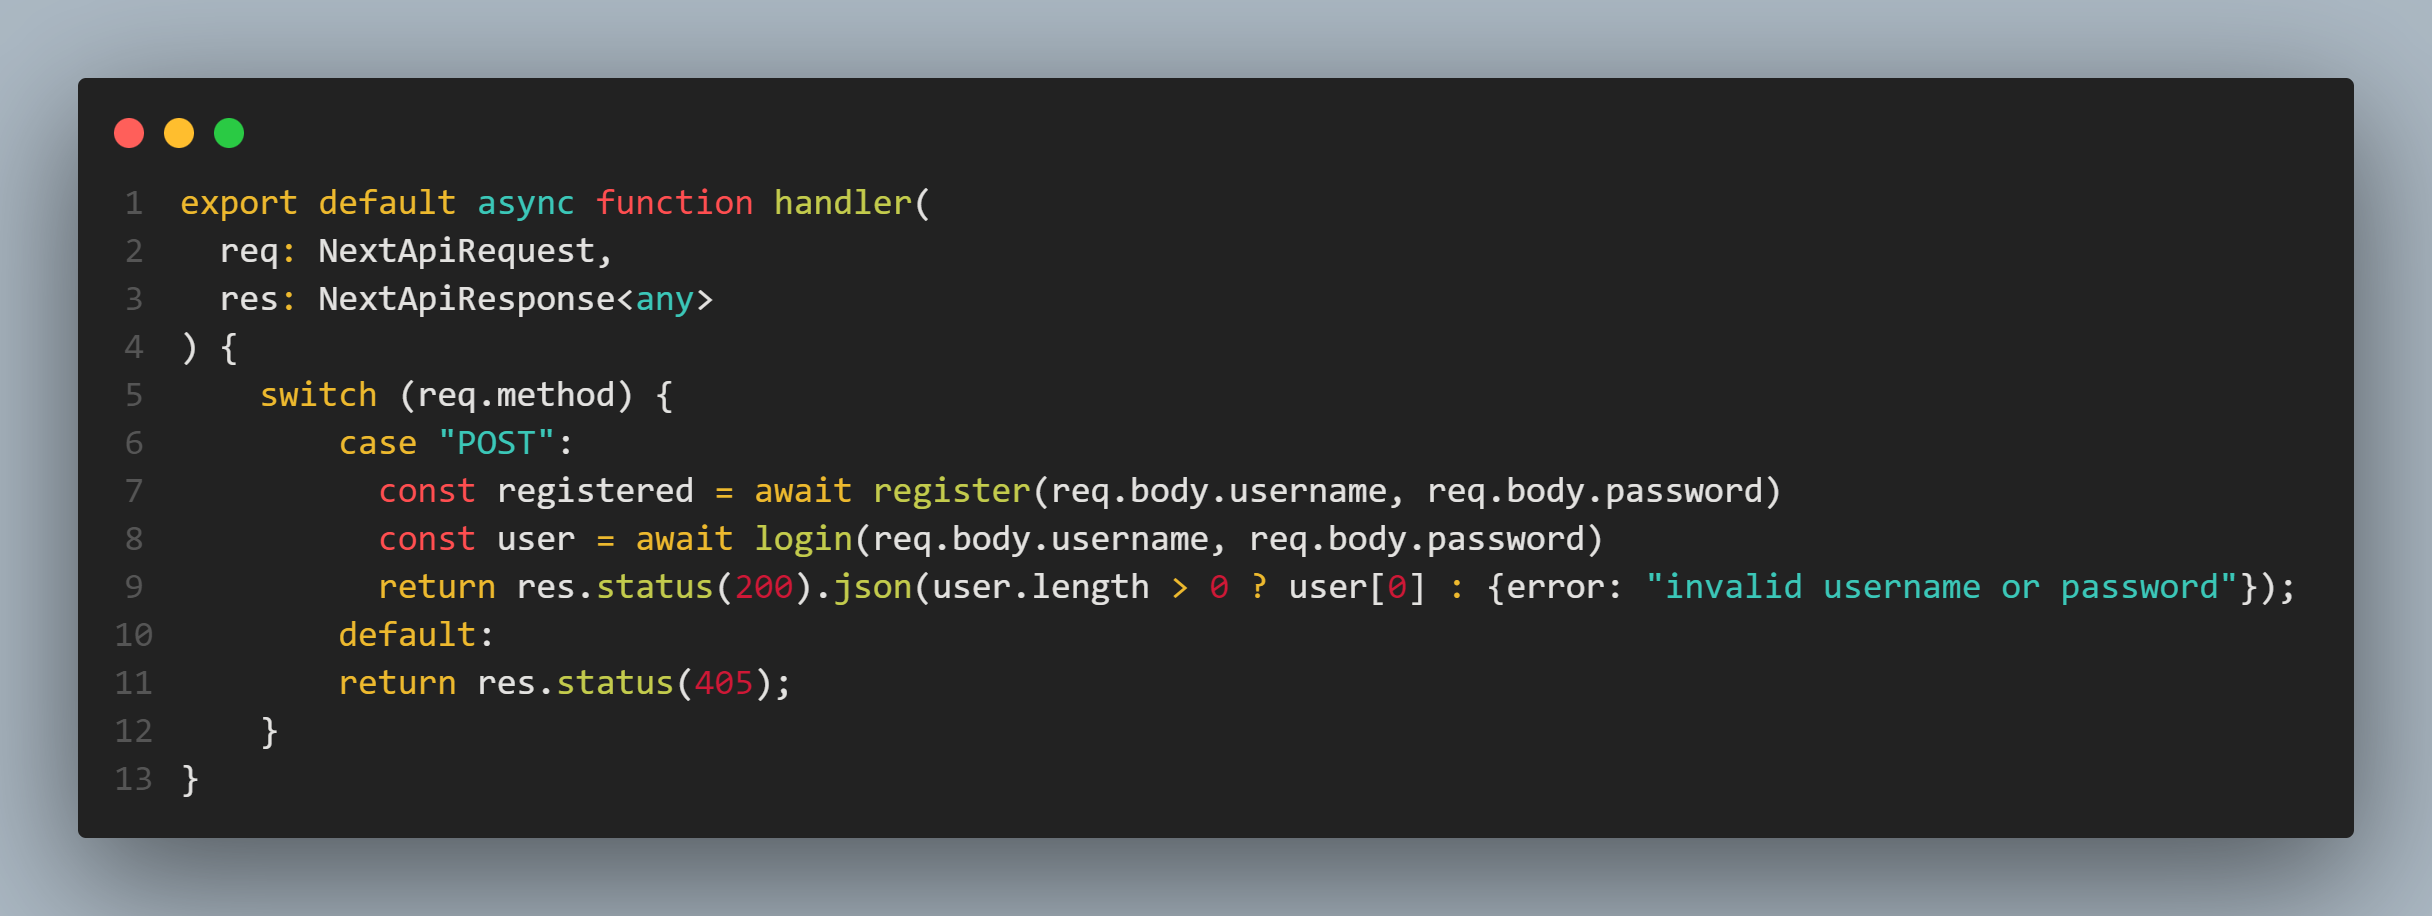 1 export default async function handler(
2   req: NextApiRequest,
3   res: NextApiResponse<any>
4 ) {
5     switch (req.method) {
6         case "POST":
7           const registered = await register(req.body.username, req.body.password)
8           const user = await login(req.body.username, req.body.password)
9           return res.status(200).json(user.length > 0 ? user[0] : {error: "invalid username or password"});
10         default:
11         return res.status(405);
12     }
13 }